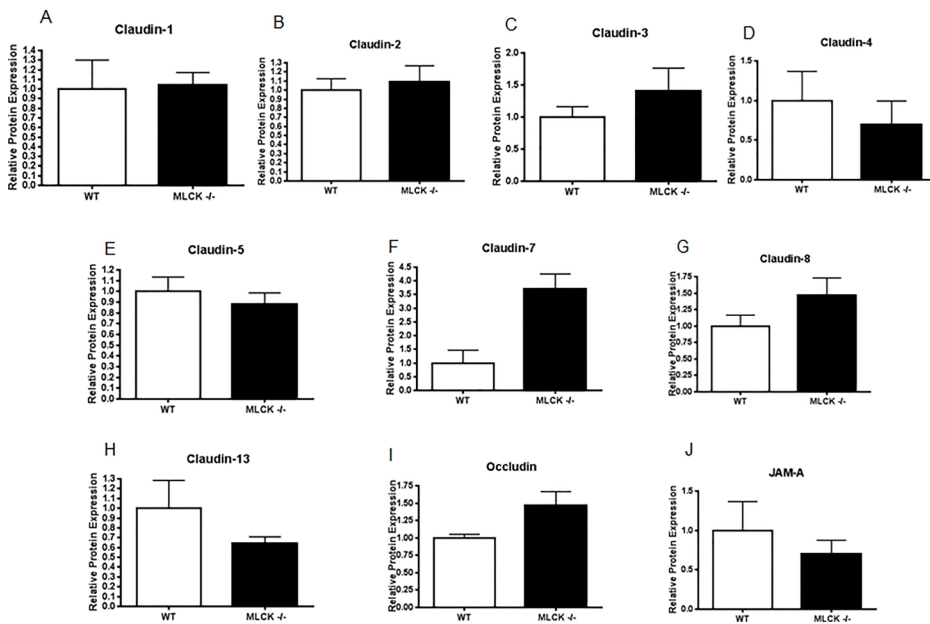 A
Claudin-1
Relative Protein Expression
1.4
1.3
1.2
1.1
1.0
0.9
0.8
0.7
0.6
0.5
0.4
0.3
0.2
0.1
0.0
WT
MLCK -/-
B
Claudin-2
Relative Protein Expression
1.3
1.2
1.1
1.0
0.9
0.8
0.7
0.6
0.5
0.4
0.3
0.2
0.1
0.0
WT
MLCK -/-
C
Claudin-3
Relative Protein Expression
2.0
1.5
1.0
0.5
0.0
WT
MLCK -/-
D
Claudin-4
Relative Protein Expression
1.5
1.0
0.5
0.0
WT
MLCK -/-
E
Claudin-5
Relative Protein Expression
1.2
1.1
1.0
0.9
0.8
0.7
0.6
0.5
0.4
0.3
0.2
0.1
0.0
WT
MLCK -/-
F
Claudin-7
Relative Protein Expression
4.5
4.0
3.5
3.0
2.5
2.0
1.5
1.0
0.5
0.0
WT
MLCK -/-
G
Claudin-8
Relative Protein Expression
1.75
1.50
1.25
1.00
0.75
0.50
0.25
0.00
WT
MLCK -/-
H
Claudin-13
Relative Protein Expression
1.3
1.2
1.1
1.0
0.9
0.8
0.7
0.6
0.5
0.4
0.3
0.2
0.1
0.0
WT
MLCK -/-
I
Occludin
Relative Protein Expression
1.75
1.50
1.25
1.00
0.75
0.50
0.25
0.00
WT
MLCK -/-
J
JAM-A
Relative Protein Expression
1.5
1.0
0.5
0.0
WT
MLCK -/-